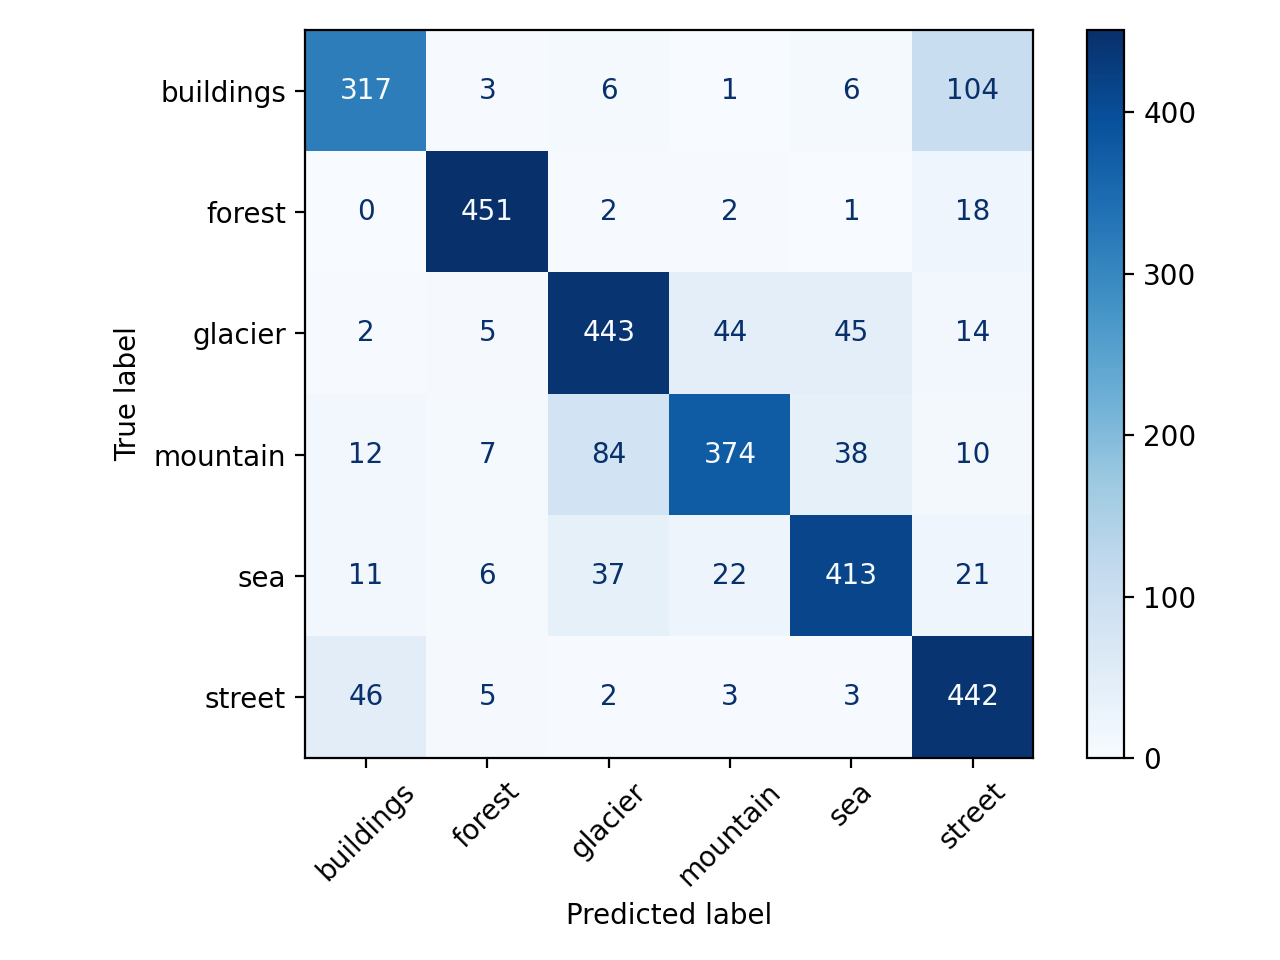 buildings 317 3 6 1 6 104
forest 0 451 2 2 1 18
glacier 2 5 443 44 45 14
mountain 12 7 84 374 38 10
sea 11 6 37 22 413 21
street 46 5 2 3 3 442
True label
buildings forest glacier mountain sea street
Predicted label
400
300
200
100
0